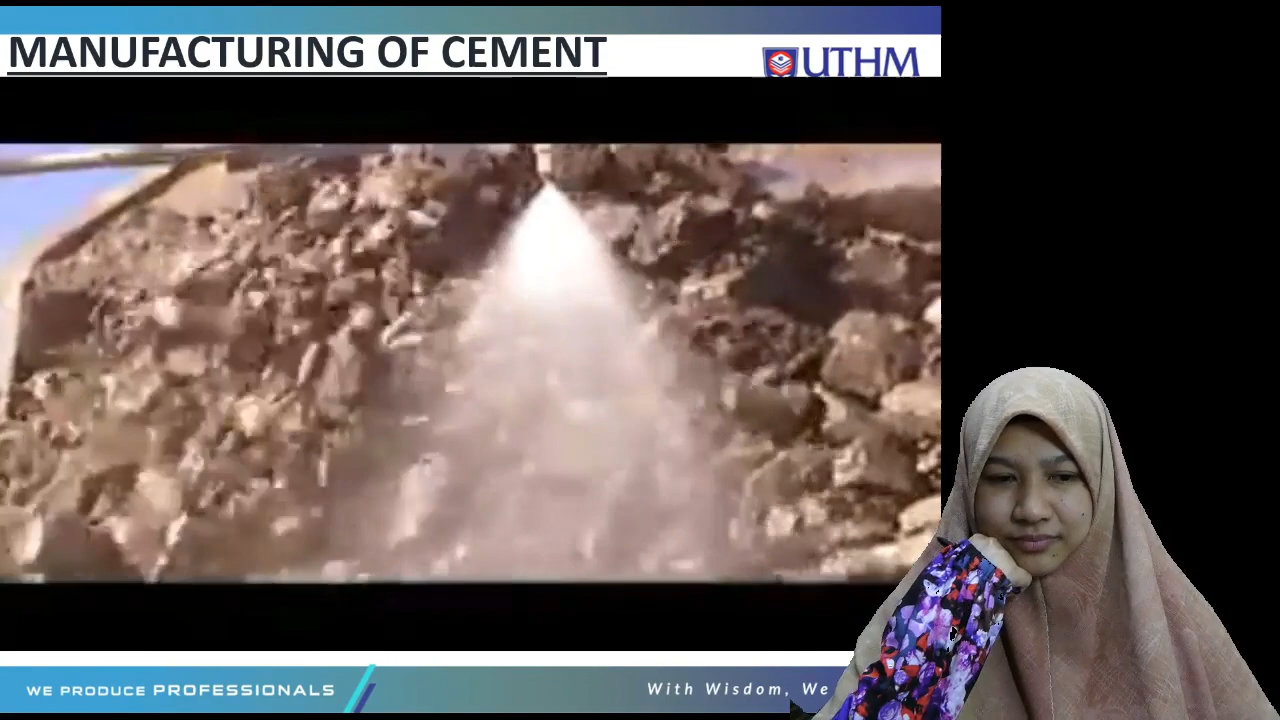 MANUFACTURING OF CEMENT
UTHM
WE PRODUCE PROFESSIONALS
With Wisdom, We